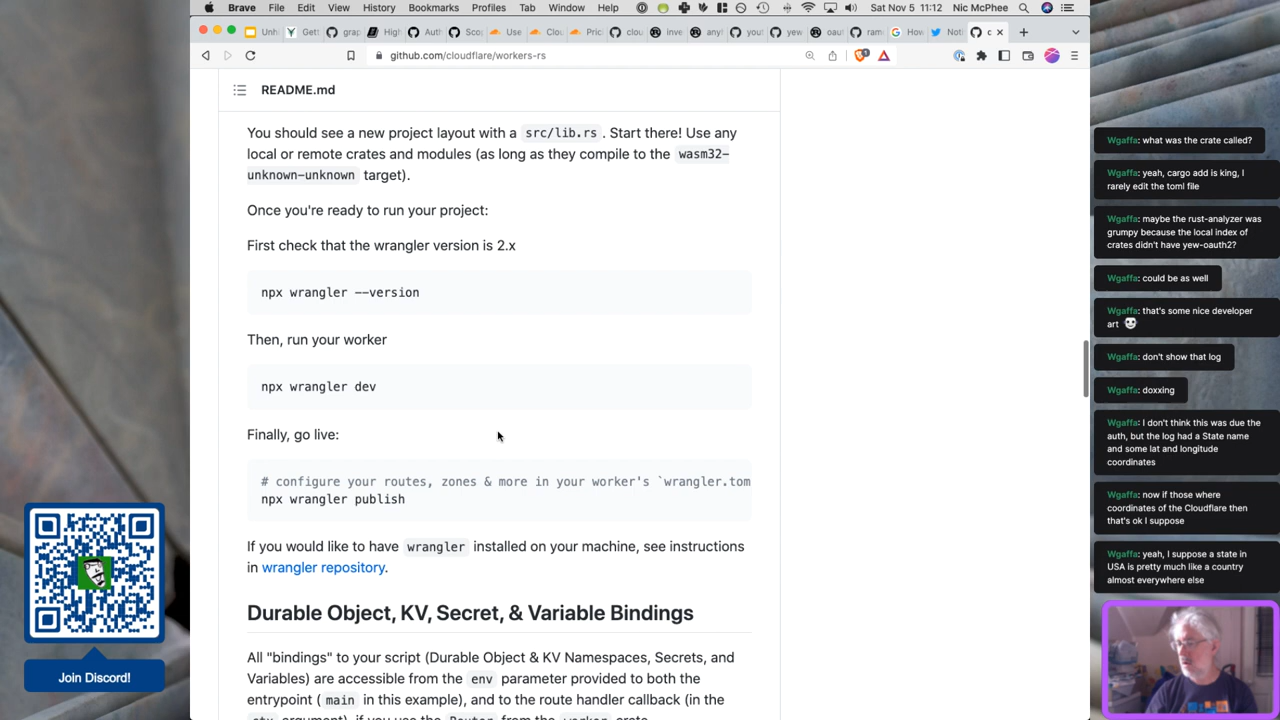 Brave File Edit View History Bookmarks Profiles Tab Window Help Sat Nov 5 11:12 Nic McPhee
github.com/cloudflare/workers-rs
README.md
You should see a new project layout with a src/lib.rs . Start there! Use any
local or remote crates and modules (as long as they compile to the wasm32-
unknown-unknown target).
Once you're ready to run your project:
First check that the wrangler version is 2.x
npx wrangler --version
Then, run your worker
npx wrangler dev
Finally, go live:
# configure your routes, zones & more in your worker's `wrangler.tom
npx wrangler publish
If you would like to have wrangler installed on your machine, see instructions
in wrangler repository.
Durable Object, KV, Secret, & Variable Bindings
All "bindings" to your script (Durable Object & KV Namespaces, Secrets, and
Variables) are accessible from the env parameter provided to both the
entrypoint ( main in this example), and to the route handler callback (in the
ctx argument), if you use the Router from the worker crate.
Wgaffa: what was the crate called?
Wgaffa: yeah, cargo add is king, I
rarely edit the toml file
Wgaffa: maybe the rust-analyzer was
grumpy because the local index of
crates didn't have yew-oauth2?
Wgaffa: could be as well
Wgaffa: that's some nice developer
art
Wgaffa: don't show that log
Wgaffa: doxxing
Wgaffa: I don't think this was due the
auth, but the log had a State name
and some lat and longitude
coordinates
Wgaffa: now if those where
coordinates of the Cloudflare then
that's ok I suppose
Wgaffa: yeah, I suppose a state in
USA is pretty much like a country
almost everywhere else
Join Discord!